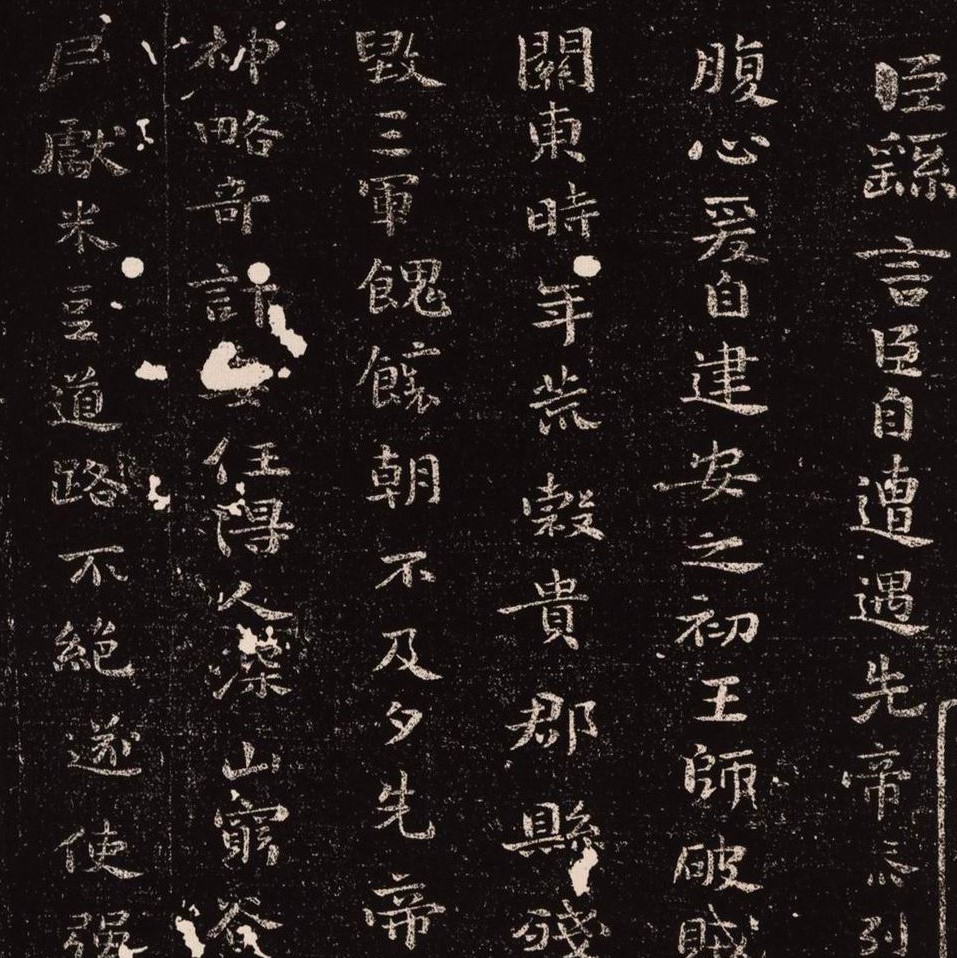 臣繇言臣自遭遇先帝忝列
腹心爰自建安之初王師破賊
關東時年荒穀貴郡縣殘
毀三軍餽饟朝不及夕先帝
神略奇計委任得人深山窮谷
民獻米豆道路不絕遂使強